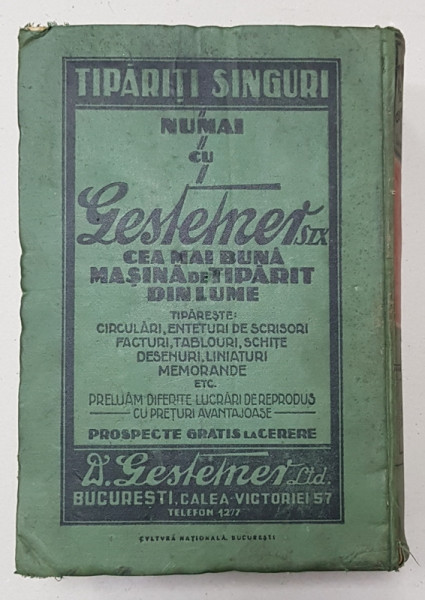 TIPĂRIȚI SINGURI
NUMAI
CU
Gestetner SIX
CEA MAI BUNĂ
MAȘINĂ DE TIPĂRIT
DIN LUME
TIPĂREȘTE:
CIRCULĂRI, ENTETURI DE SCRISORI
FACTURI, TABLOURI, SCHIȚE
DESENURI, LINIATURI
MEMORANDE
ETC.
PRELUĂM DIFERITE LUCRĂRI DE REPRODUS
CU PREȚURI AVANTAJOASE
PROSPECTE GRATIS LA CERERE
D. Gestetner Ltd.
BUCUREȘTI, CALEA VICTORIEI 57
TELEFON 12/7
CVLTVRA NAȚIONALĂ, BUCUREȘTI